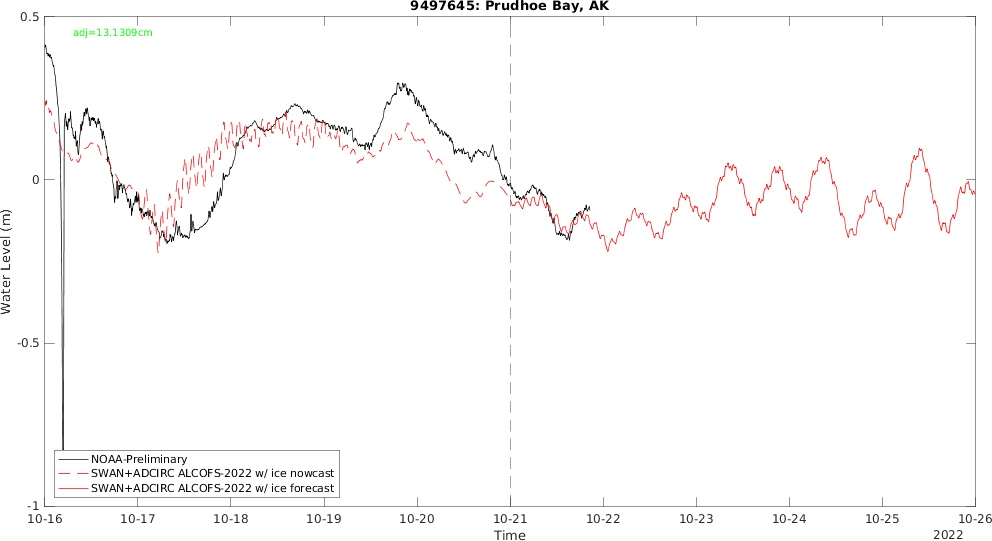 9497645: Prudhoe Bay, AK
adj=13.1309cm
0.5
0
-0.5
-1
Water Level (m)
NOAA-Preliminary
SWAN+ADCIRC ALCOFS-2022 w/ ice nowcast
SWAN+ADCIRC ALCOFS-2022 w/ ice forecast
10-16 10-17 10-18 10-19 10-20 10-21 10-22 10-23 10-24 10-25 10-26
Time
2022